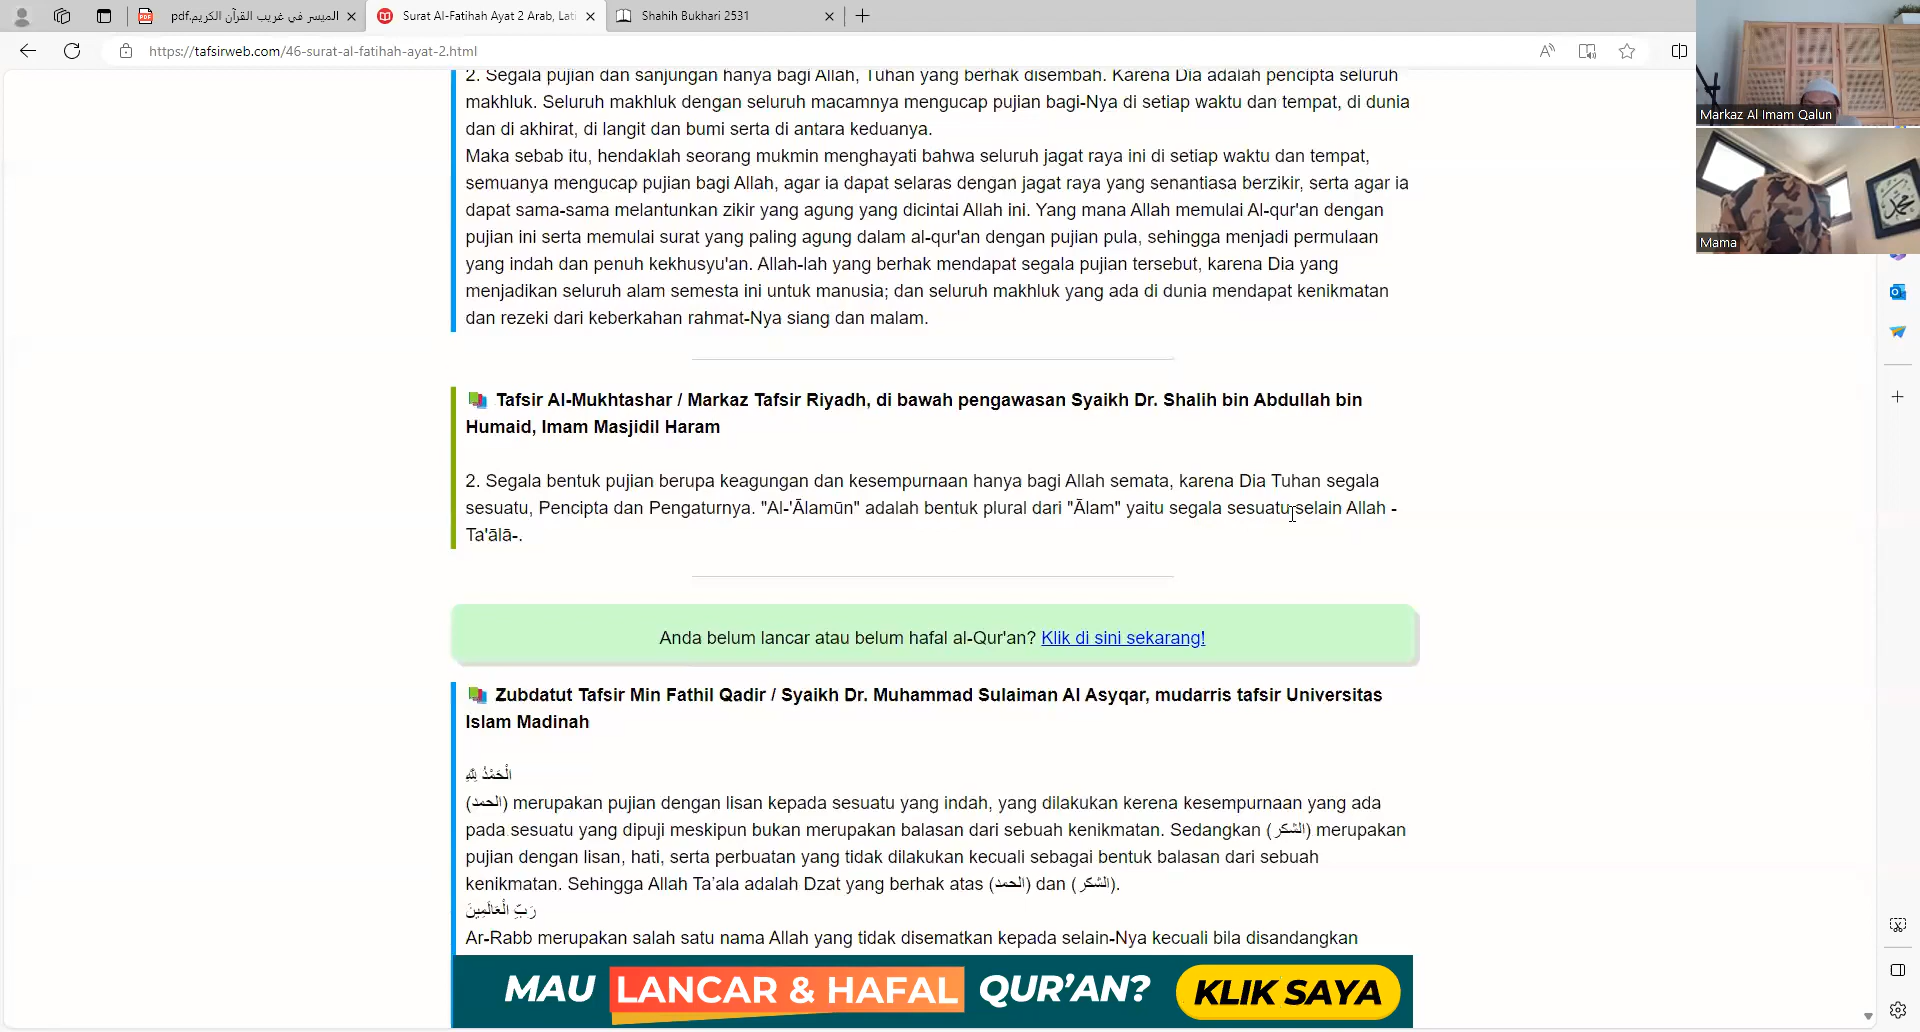 الميسر في غريب القرآن الكريم.pdf
Surat Al-Fatihah Ayat 2 Arab, Lati
Shahih Bukhari 2531
https://tafsirweb.com/46-surat-al-fatihah-ayat-2.html
Markaz Al Imam Qalun
Mama
2. Segala pujian dan sanjungan hanya bagi Allah, Tuhan yang berhak disembah. Karena Dia adalah pencipta seluruh
makhluk. Seluruh makhluk dengan seluruh macamnya mengucap pujian bagi-Nya di setiap waktu dan tempat, di dunia
dan di akhirat, di langit dan bumi serta di antara keduanya.
Maka sebab itu, hendaklah seorang mukmin menghayati bahwa seluruh jagat raya ini di setiap waktu dan tempat,
semuanya mengucap pujian bagi Allah, agar ia dapat selaras dengan jagat raya yang senantiasa berzikir, serta agar ia
dapat sama-sama melantunkan zikir yang agung yang dicintai Allah ini. Yang mana Allah memulai Al-qur'an dengan
pujian ini serta memulai surat yang paling agung dalam al-qur'an dengan pujian pula, sehingga menjadi permulaan
yang indah dan penuh kekhusyu'an. Allah-lah yang berhak mendapat segala pujian tersebut, karena Dia yang
menjadikan seluruh alam semesta ini untuk manusia; dan seluruh makhluk yang ada di dunia mendapat kenikmatan
dan rezeki dari keberkahan rahmat-Nya siang dan malam.
Tafsir Al-Mukhtashar / Markaz Tafsir Riyadh, di bawah pengawasan Syaikh Dr. Shalih bin Abdullah bin
Humaid, Imam Masjidil Haram
2. Segala bentuk pujian berupa keagungan dan kesempurnaan hanya bagi Allah semata, karena Dia Tuhan segala
sesuatu, Pencipta dan Pengaturnya. "Al-'Ālamūn" adalah bentuk plural dari "Ālam" yaitu segala sesuatu selain Allah -
Ta'ālā-.
Anda belum lancar atau belum hafal al-Qur'an? Klik di sini sekarang!
Zubdatut Tafsir Min Fathil Qadir / Syaikh Dr. Muhammad Sulaiman Al Asyqar, mudarris tafsir Universitas
Islam Madinah
الْحَمْدُ لِلَّهِ
(الحمد) merupakan pujian dengan lisan kepada sesuatu yang indah, yang dilakukan kerena kesempurnaan yang ada
pada sesuatu yang dipuji meskipun bukan merupakan balasan dari sebuah kenikmatan. Sedangkan (الشكر) merupakan
pujian dengan lisan, hati, serta perbuatan yang tidak dilakukan kecuali sebagai bentuk balasan dari sebuah
kenikmatan. Sehingga Allah Ta’ala adalah Dzat yang berhak atas (الحمد) dan (الشكر).
رَبِّ الْعَالَمِينَ
Ar-Rabb merupakan salah satu nama Allah yang tidak disematkan kepada selain-Nya kecuali bila disandangkan
MAU LANCAR & HAFAL QUR’AN? KLIK SAYA